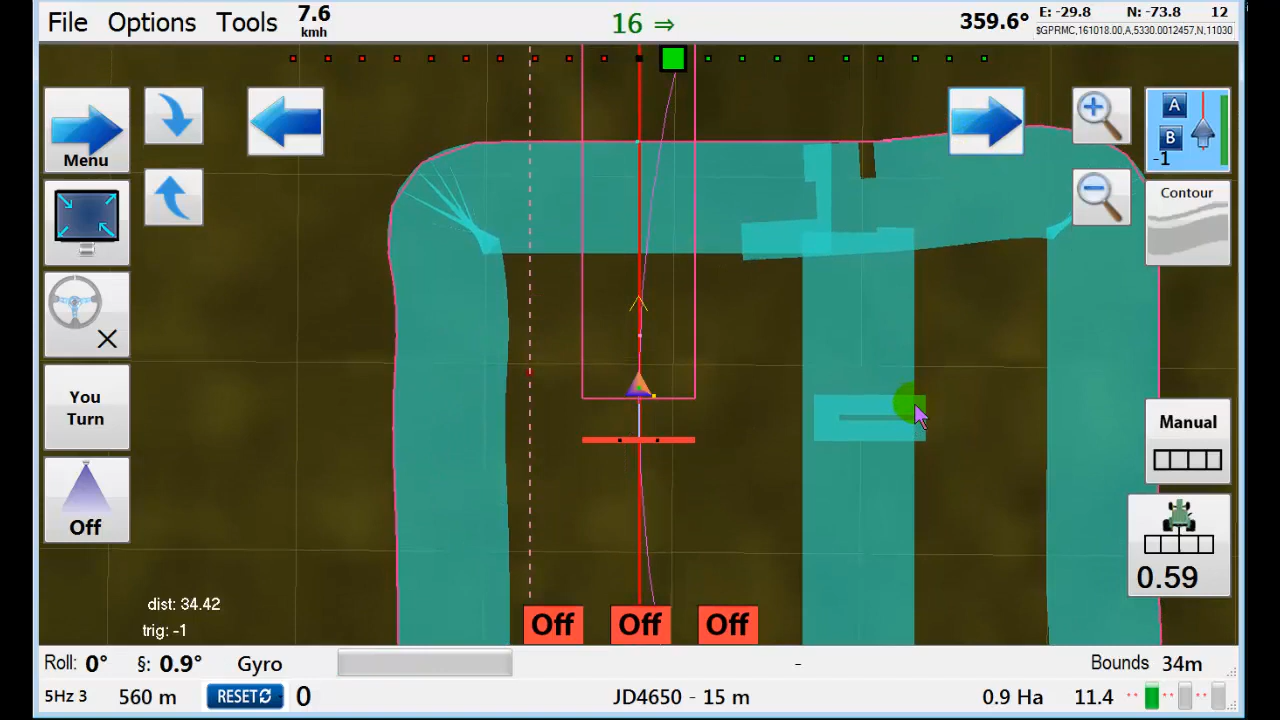 File Options Tools 7.6 kmh 16 ⇒ 359.6° E: -29.8 N: -73.8 12
$GPRMC,161018.00,A,5330.0012457,N,11030
Menu
A
B
-1
Contour
You
Turn
Manual
Off
0.59
dist: 34.42
trig: -1
Off Off Off
Roll: 0° §: 0.9° Gyro - Bounds 34m
5Hz 3 560 m RESET 0 JD4650 - 15 m 0.9 Ha 11.4